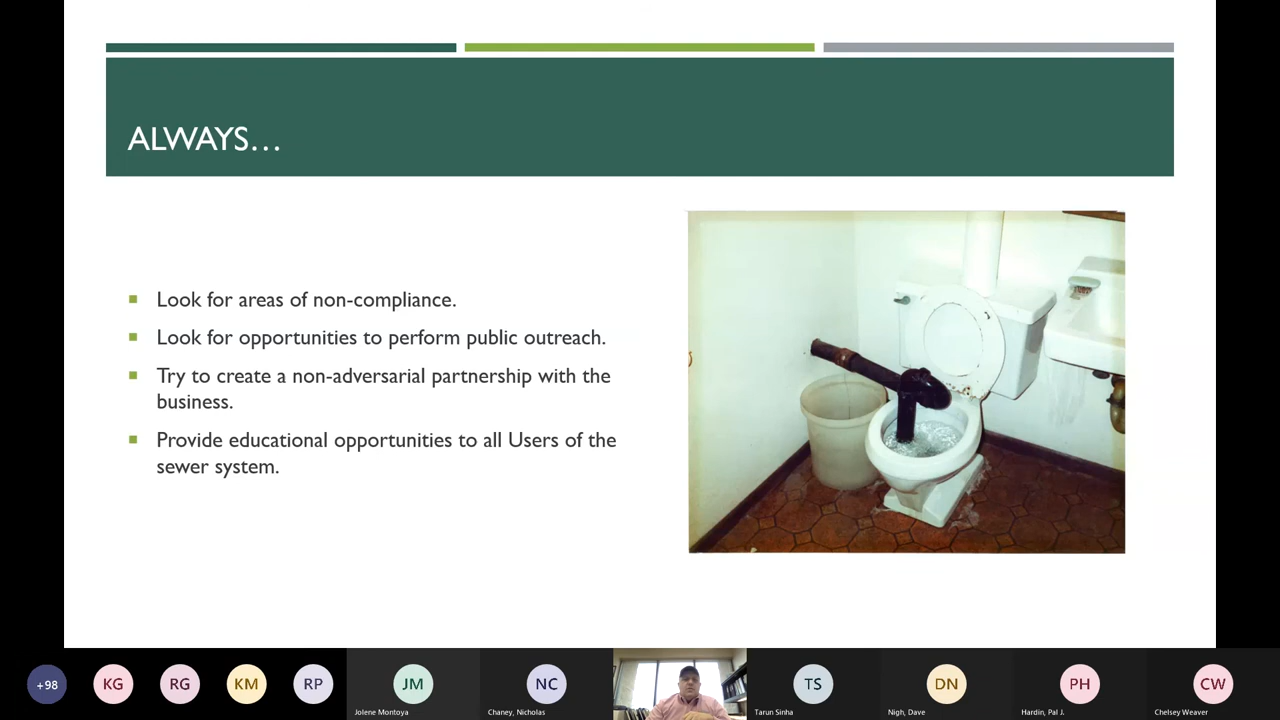 ALWAYS…
Look for areas of non-compliance.
Look for opportunities to perform public outreach.
Try to create a non-adversarial partnership with the
business.
Provide educational opportunities to all Users of the
sewer system.
+98
KG
RG
KM
RP
JM
NC
TS
DN
PH
CW
Jolene Montoya
Chaney, Nicholas
Tarun Sinha
Nigh, Dave
Hardin, Pal J.
Chelsey Weaver